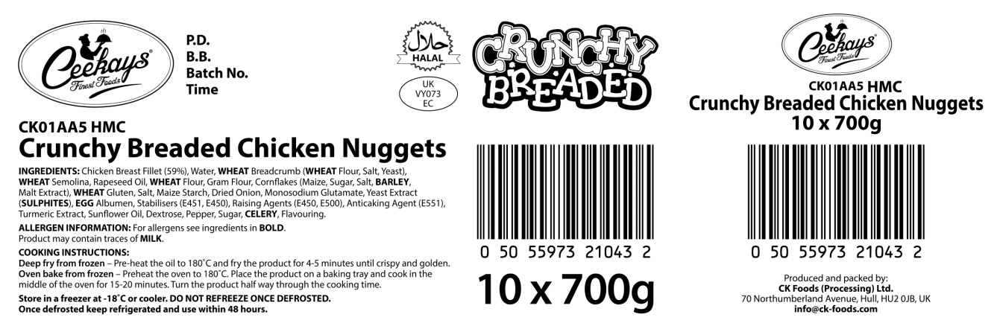 Ceekays®
Finest Foods
P.D.
B.B.
Batch No.
Time
حلال
HALAL
UK
VY073
EC
CRUNCHY
BREADED
CK01AA5 HMC
Crunchy Breaded Chicken Nuggets
INGREDIENTS: Chicken Breast Fillet (59%), Water, WHEAT Breadcrumb (WHEAT Flour, Salt, Yeast),
WHEAT Semolina, Rapeseed Oil, WHEAT Flour, Gram Flour, Cornflakes (Maize, Sugar, Salt, BARLEY,
Malt Extract), WHEAT Gluten, Salt, Maize Starch, Dried Onion, Monosodium Glutamate, Yeast Extract
(SULPHITES), EGG Albumen, Stabilisers (E451, E450), Raising Agents (E450, E500), Anticaking Agent (E551),
Turmeric Extract, Sunflower Oil, Dextrose, Pepper, Sugar, CELERY, Flavouring.
ALLERGEN INFORMATION: For allergens see ingredients in BOLD.
Product may contain traces of MILK.
COOKING INSTRUCTIONS:
Deep fry from frozen – Pre-heat the oil to 180˚C and fry the product for 4-5 minutes until crispy and golden.
Oven bake from frozen – Preheat the oven to 180˚C. Place the product on a baking tray and cook in the
middle of the oven for 15-20 minutes. Turn the product half way through the cooking time.
Store in a freezer at -18˚C or cooler. DO NOT REFREEZE ONCE DEFROSTED.
Once defrosted keep refrigerated and use within 48 hours.
0 50 55973 21043 2
10 x 700g
Ceekays®
Finest Foods
CK01AA5 HMC
Crunchy Breaded Chicken Nuggets
10 x 700g
0 50 55973 21043 2
Produced and packed by:
CK Foods (Processing) Ltd.
70 Northumberland Avenue, Hull, HU2 0JB, UK
info@ck-foods.com